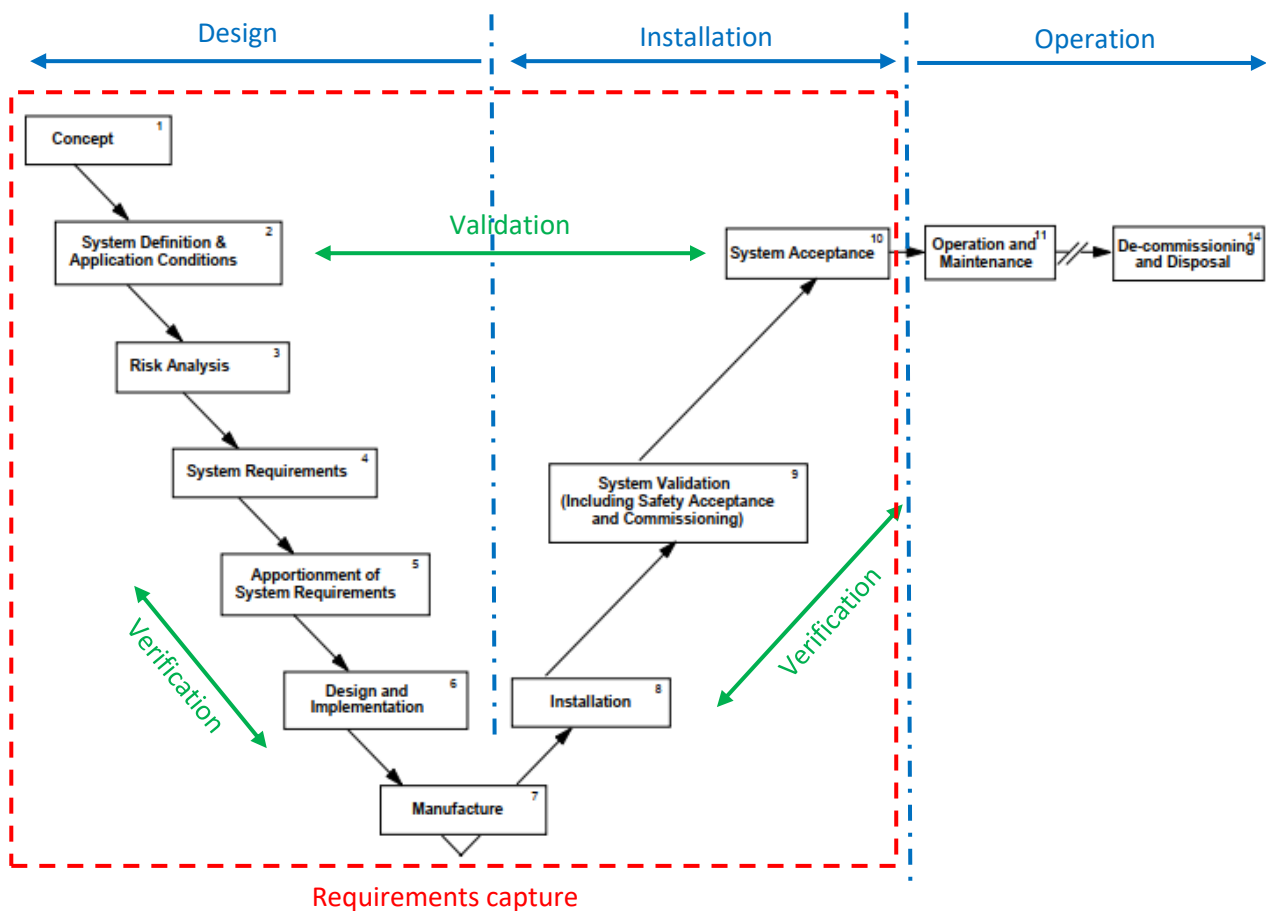 Design
Installation
Operation
1
Concept
2
System Definition &
Application Conditions
Validation
10
System Acceptance
11
Operation and
Maintenance
14
De-commissioning
and Disposal
3
Risk Analysis
4
System Requirements
9
System Validation
(Including Safety Acceptance
and Commissioning)
5
Apportionment of
System Requirements
Verification
Verification
6
Design and
Implementation
8
Installation
7
Manufacture
Requirements capture